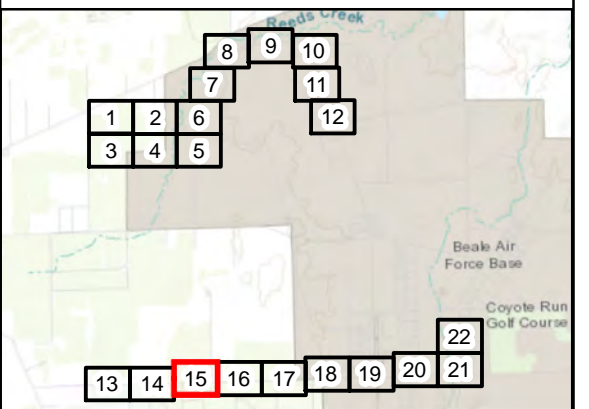 Reeds Creek
8 9 10
7 11
1 2 6 12
3 4 5
Beale Air
Force Base
Coyote Run
Golf Course
22
13 14 15 16 17 18 19 20 21